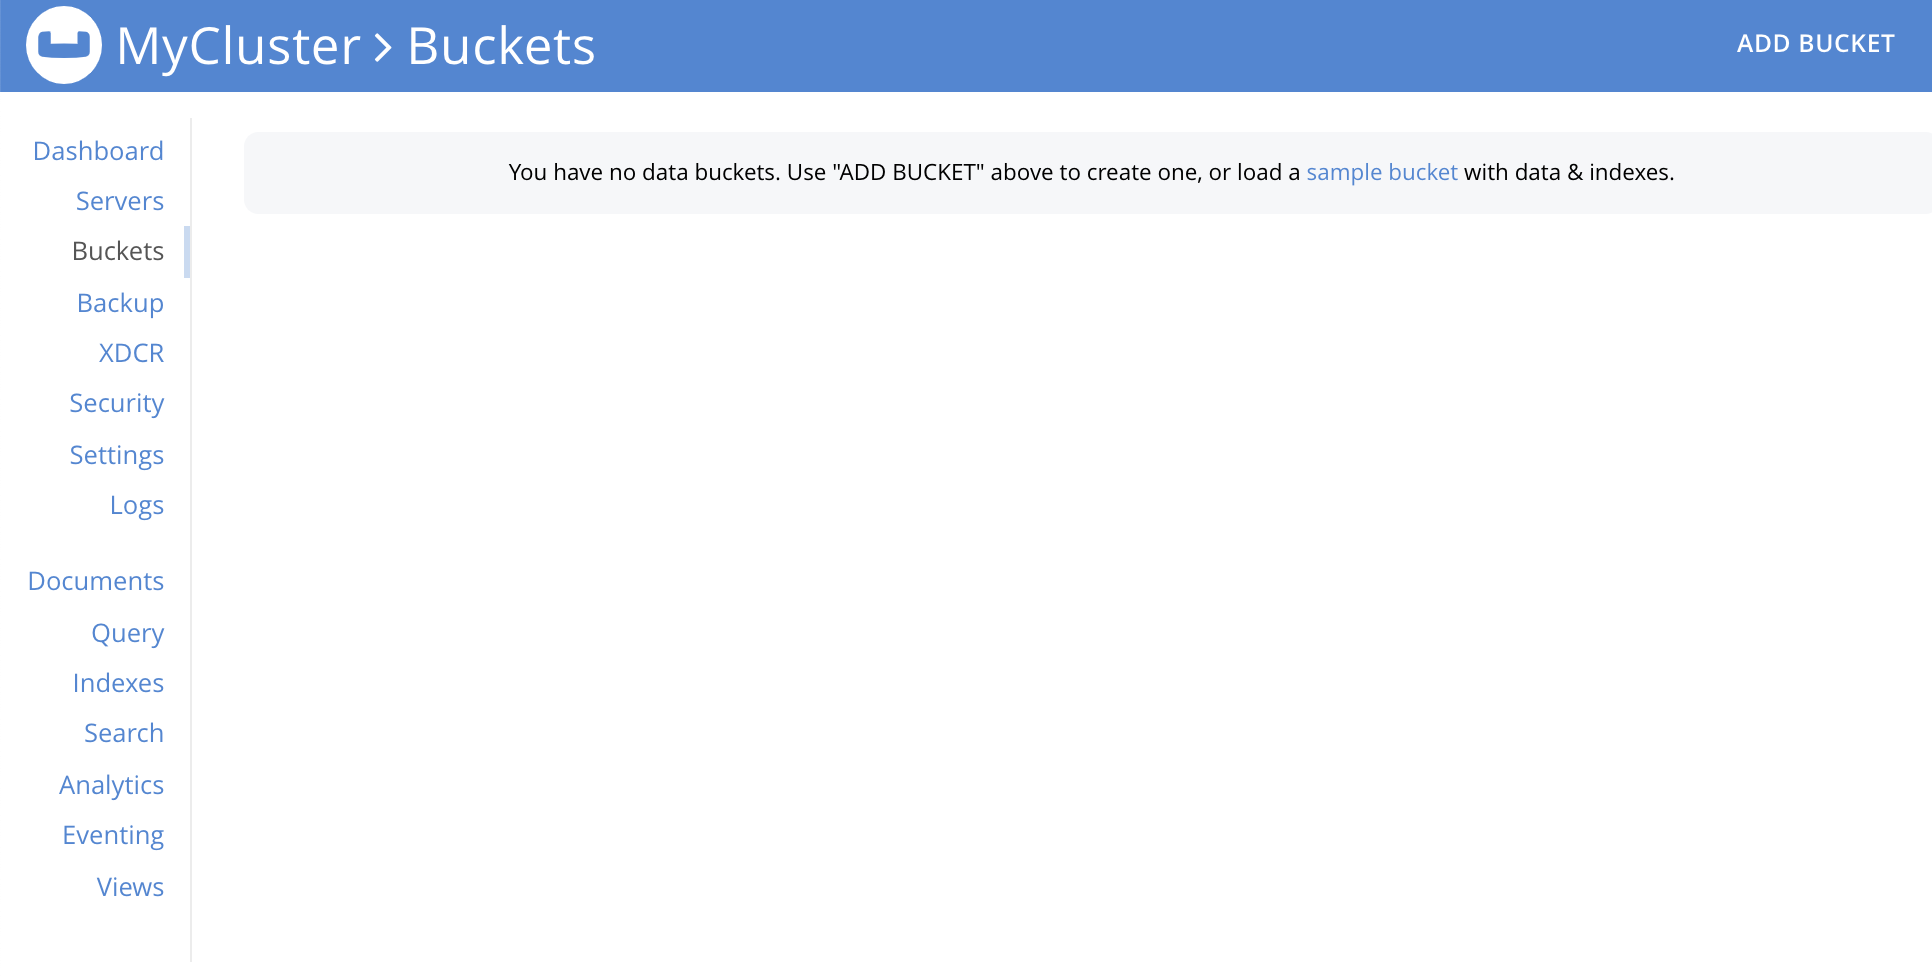 MyCluster > Buckets
ADD BUCKET
Dashboard
Servers
Buckets
Backup
XDCR
Security
Settings
Logs
Documents
Query
Indexes
Search
Analytics
Eventing
Views
You have no data buckets. Use "ADD BUCKET" above to create one, or load a sample bucket with data & indexes.